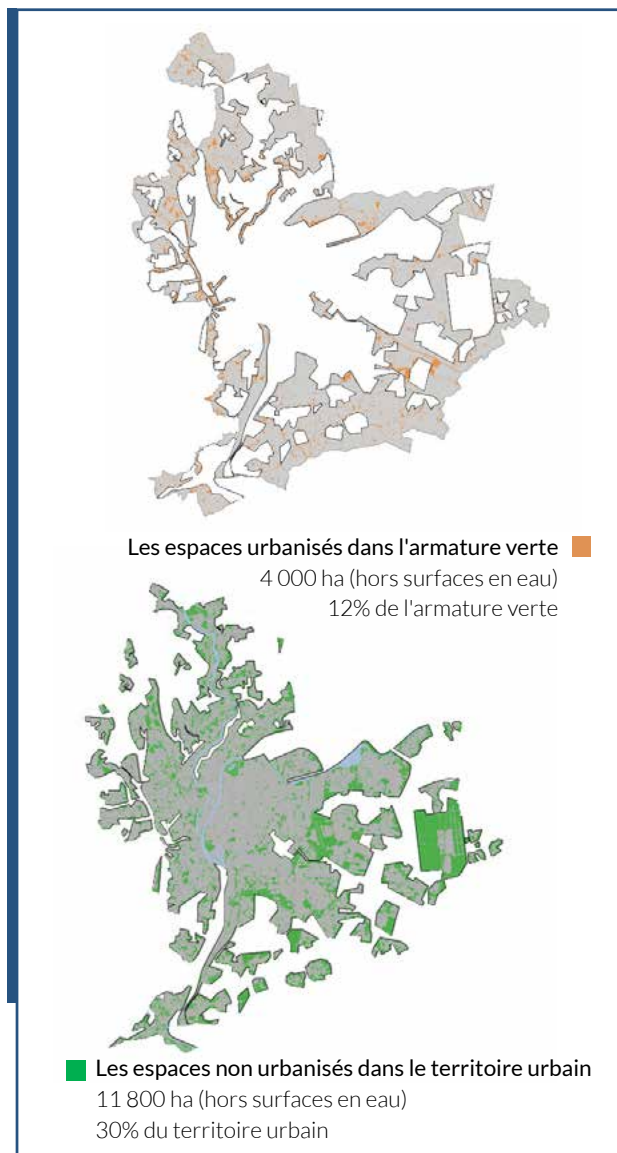 Les espaces urbanisés dans l'armature verte
4 000 ha (hors surfaces en eau)
12% de l'armature verte
Les espaces non urbanisés dans le territoire urbain
11 800 ha (hors surfaces en eau)
30% du territoire urbain